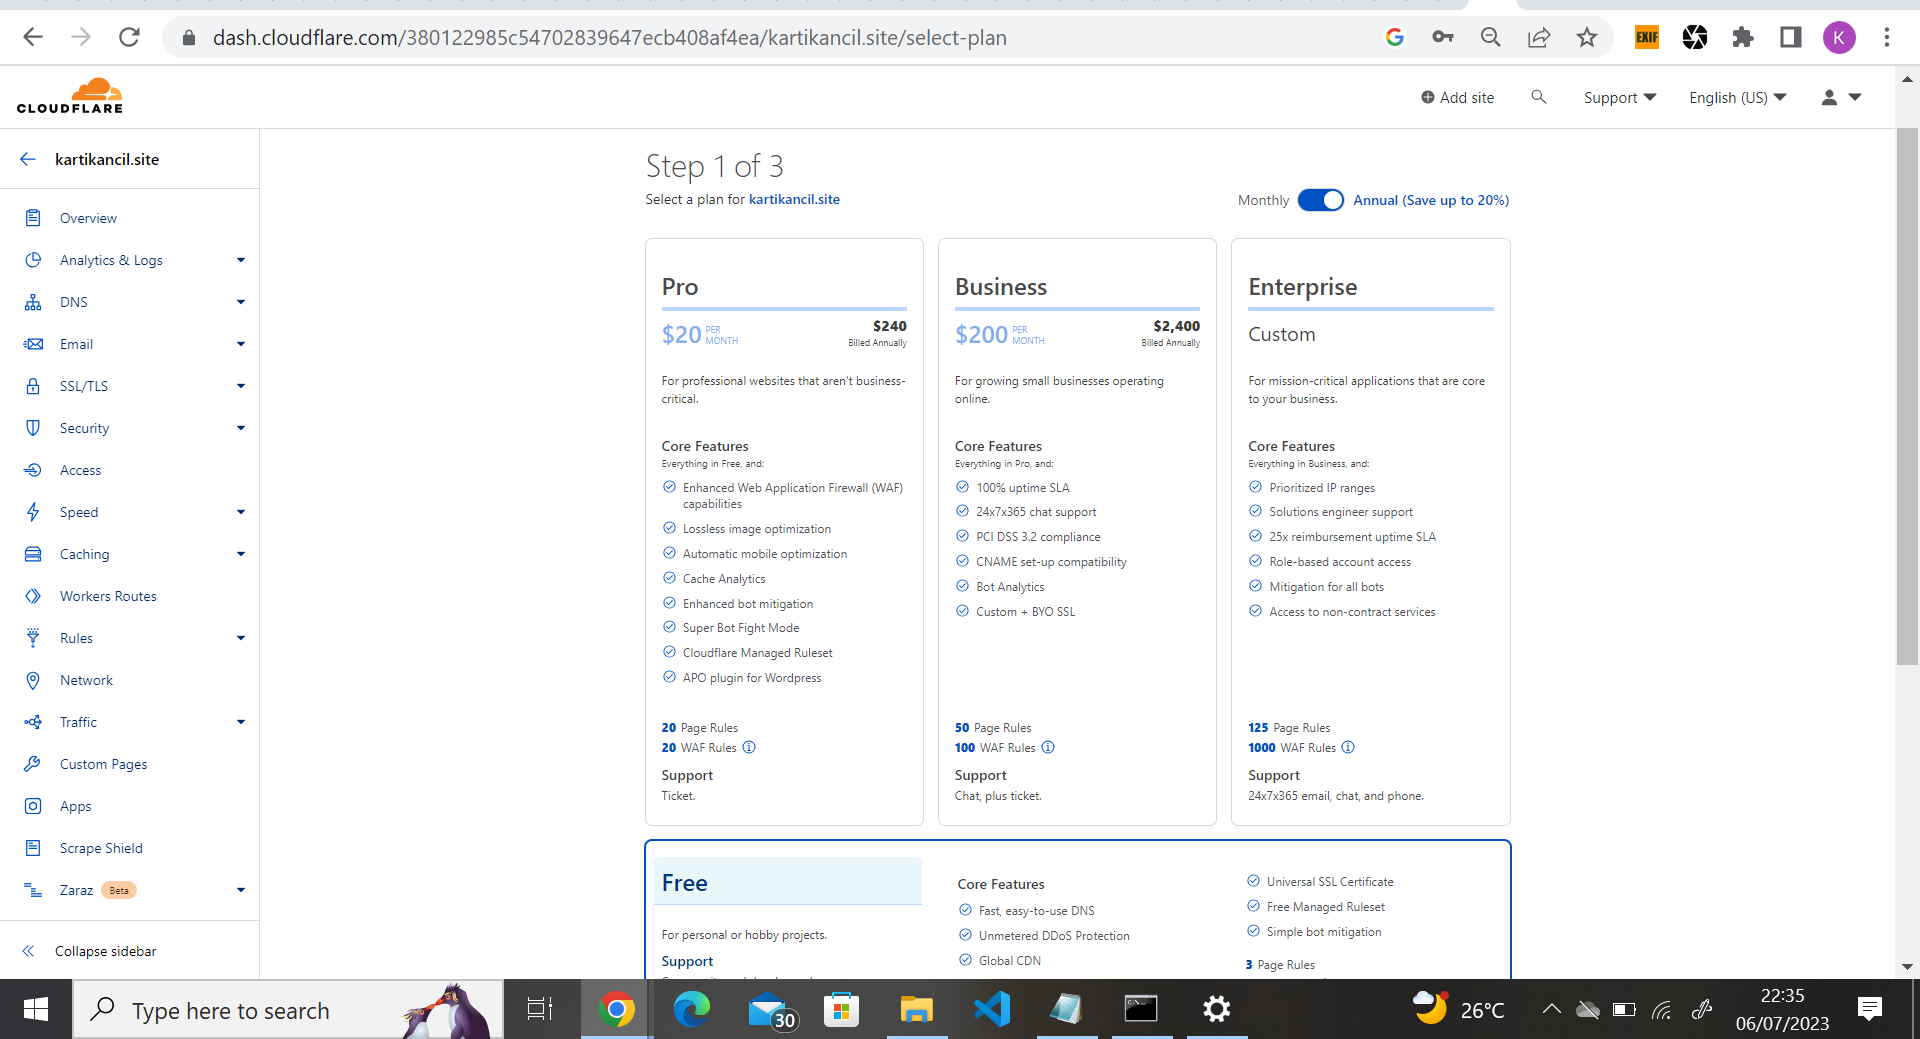 dash.cloudflare.com/380122985c54702839647ecb408af4ea/kartikancil.site/select-plan
EXIF
K
CLOUDFLARE
Add site
Support
English (US)
kartikancil.site
Overview
Analytics & Logs
DNS
Email
SSL/TLS
Security
Access
Speed
Caching
Workers Routes
Rules
Network
Traffic
Custom Pages
Apps
Scrape Shield
Zaraz Beta
Collapse sidebar
Step 1 of 3
Select a plan for kartikancil.site
Monthly Annual (Save up to 20%)
Pro
$20 PER MONTH
$240
Billed Annually
For professional websites that aren't business-
critical.
Core Features
Everything in Free, and:
Enhanced Web Application Firewall (WAF)
capabilities
Lossless image optimization
Automatic mobile optimization
Cache Analytics
Enhanced bot mitigation
Super Bot Fight Mode
Cloudflare Managed Ruleset
APO plugin for Wordpress
20 Page Rules
20 WAF Rules
Support
Ticket.
Business
$200 PER MONTH
$2,400
Billed Annually
For growing small businesses operating
online.
Core Features
Everything in Pro, and:
100% uptime SLA
24x7x365 chat support
PCI DSS 3.2 compliance
CNAME set-up compatibility
Bot Analytics
Custom + BYO SSL
50 Page Rules
100 WAF Rules
Support
Chat, plus ticket.
Enterprise
Custom
For mission-critical applications that are core
to your business.
Core Features
Everything in Business, and:
Prioritized IP ranges
Solutions engineer support
25x reimbursement uptime SLA
Role-based account access
Mitigation for all bots
Access to non-contract services
125 Page Rules
1000 WAF Rules
Support
24x7x365 email, chat, and phone.
Free
For personal or hobby projects.
Support
Core Features
Fast, easy-to-use DNS
Unmetered DDoS Protection
Global CDN
Universal SSL Certificate
Free Managed Ruleset
Simple bot mitigation
3 Page Rules
Type here to search
30
26°C
22:35
06/07/2023